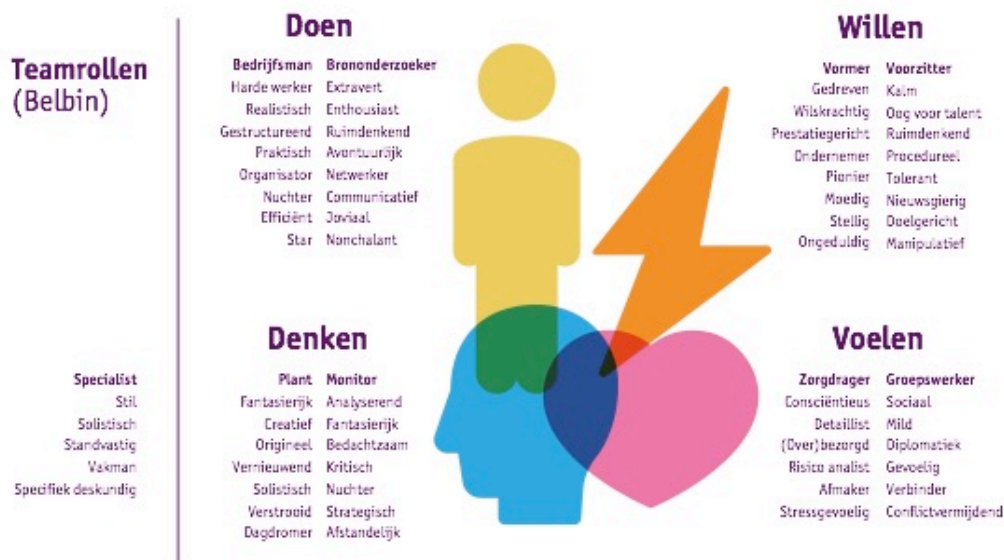 Teamrollen
(Belbin)
Doen
Bedrijfsman Brononderzoeker
Harde werker Extravert
Realistisch Enthousiast
Gestructureerd Ruimdenkend
Praktisch Avontuurlijk
Organisator Netwerker
Nuchter Communicatief
Efficiënt Joviaal
Star Nonchalant
Willen
Vormer Voorzitter
Gedreven Kalm
Wilskrachtig Oog voor talent
Prestatiegericht Ruimdenkend
Ondernemer Procedureel
Pionier Tolerant
Moedig Nieuwsgierig
Stellig Doelgericht
Ongeduldig Manipulatief
Specialist
Stil
Solistisch
Standvastig
Vakman
Specifiek deskundig
Denken
Plant Monitor
Fantasierijk Analyserend
Creatief Fantasierijk
Origineel Bedachtzaam
Vernieuwend Kritisch
Solistisch Nuchter
Verstrooid Strategisch
Dagdromer Afstandelijk
Voelen
Zorgdrager Groepswerker
Consciëntieus Sociaal
Detaillist Mild
(Over)bezorgd Diplomatiek
Risico analist Gevoelig
Afmaker Verbinder
Stressgevoelig Conflictvermijdend